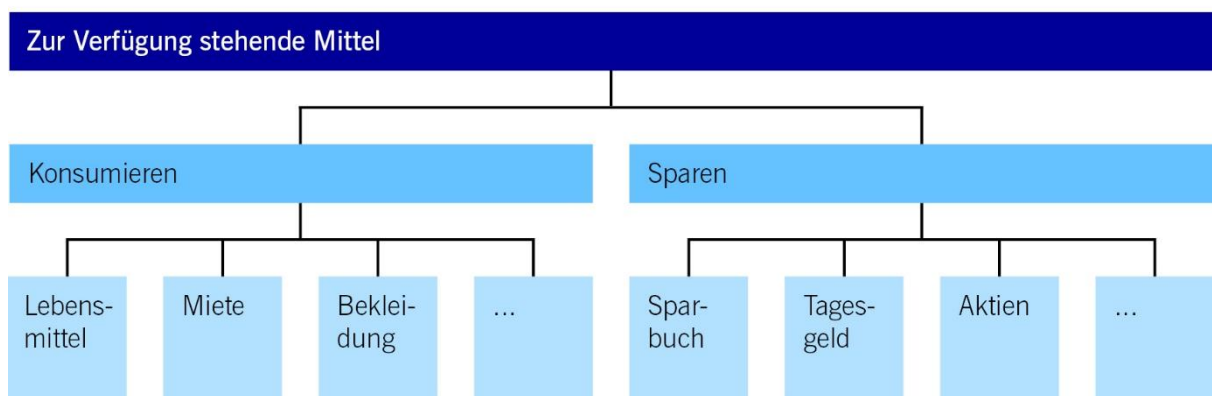 Zur Verfügung stehende Mittel
Konsumieren
Sparen
Lebens-
mittel
Miete
Beklei-
dung
...
Spar-
buch
Tages-
geld
Aktien
...